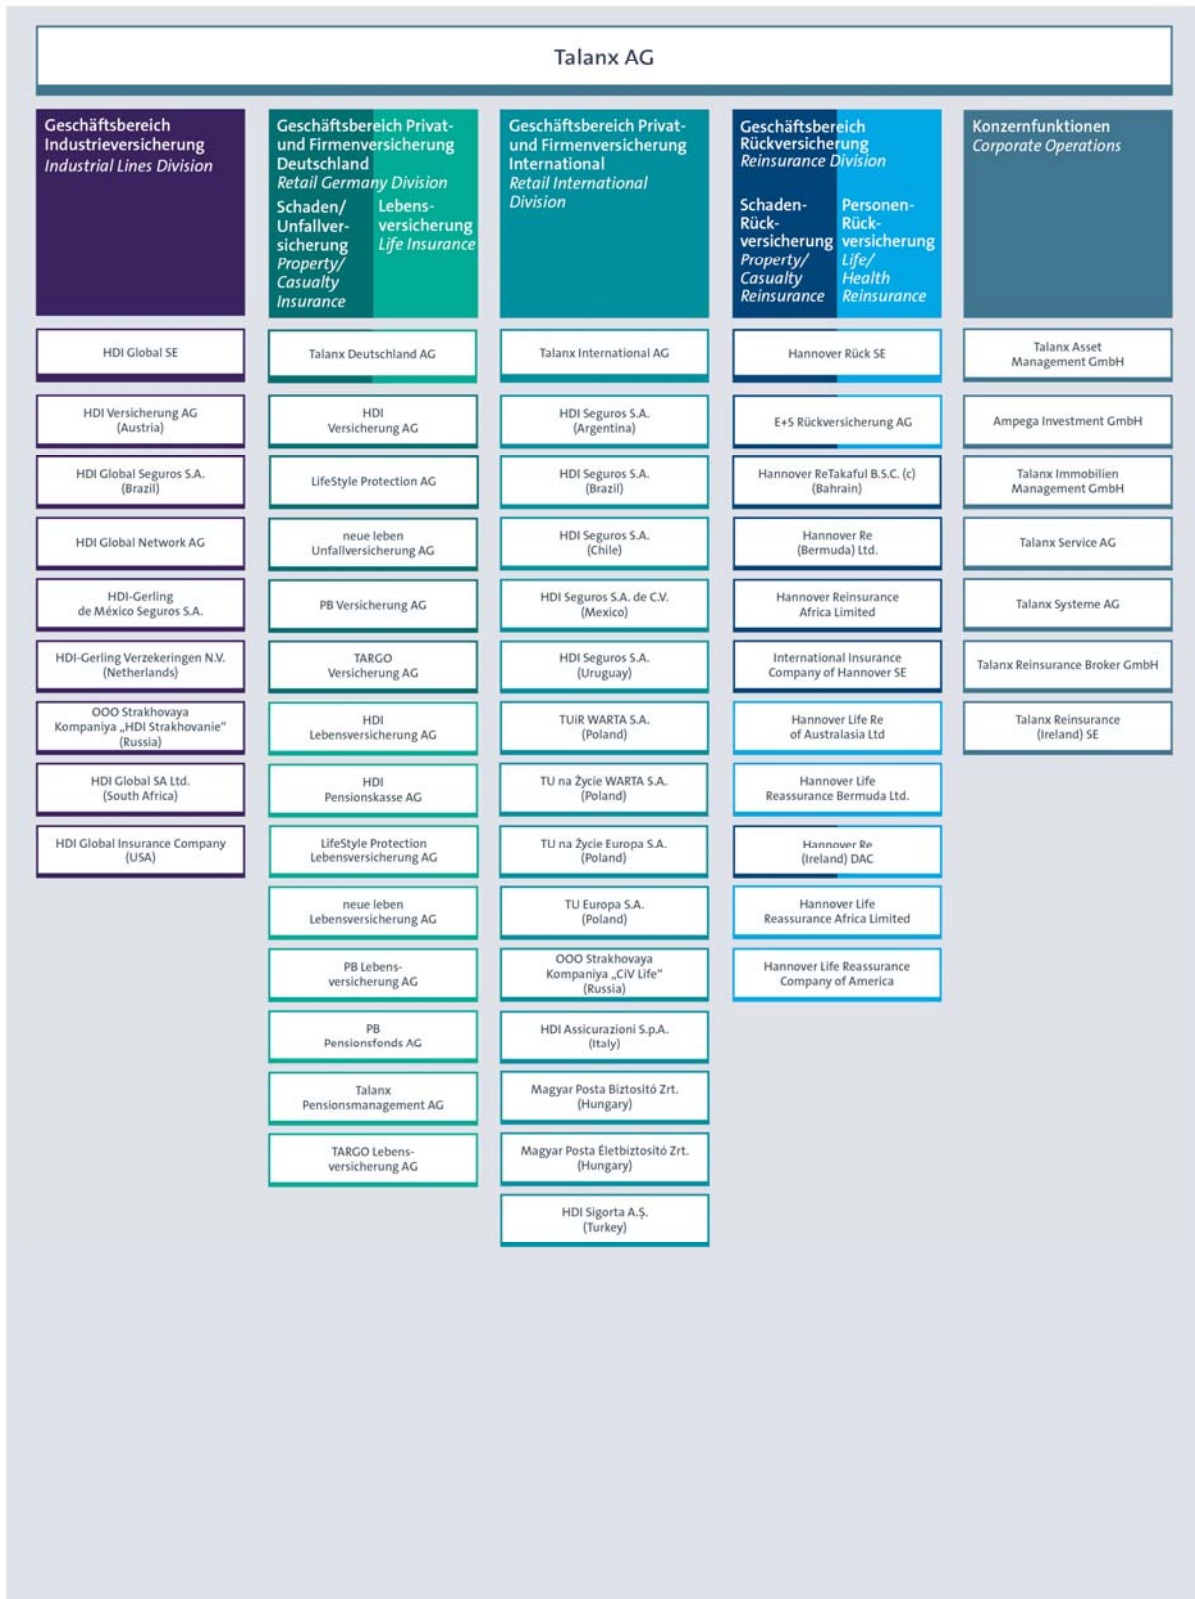 Talanx AG
Geschäftsbereich
Industrieversicherung
Industrial Lines Division
Geschäftsbereich Privat-
und Firmenversicherung
Deutschland
Retail Germany Division
Schaden/
Unfallver-
sicherung
Property/
Casualty
Insurance
Lebens-
versicherung
Life Insurance
Geschäftsbereich Privat-
und Firmenversicherung
International
Retail International
Division
Geschäftsbereich
Rückversicherung
Reinsurance Division
Schaden-
Rück-
versicherung
Property/
Casualty
Reinsurance
Personen-
Rück-
versicherung
Life/
Health
Reinsurance
Konzernfunktionen
Corporate Operations
HDI Global SE
HDI Versicherung AG
(Austria)
HDI Global Seguros S.A.
(Brazil)
HDI Global Network AG
HDI-Gerling
de México Seguros S.A.
HDI-Gerling Verzekeringen N.V.
(Netherlands)
OOO Strakhovaya
Kompaniya „HDI Strakhovanie“
(Russia)
HDI Global SA Ltd.
(South Africa)
HDI Global Insurance Company
(USA)
Talanx Deutschland AG
HDI
Versicherung AG
LifeStyle Protection AG
neue leben
Unfallversicherung AG
PB Versicherung AG
TARGO
Versicherung AG
HDI
Lebensversicherung AG
HDI
Pensionskasse AG
LifeStyle Protection
Lebensversicherung AG
neue leben
Lebensversicherung AG
PB Lebens-
versicherung AG
PB
Pensionsfonds AG
Talanx
Pensionsmanagement AG
TARGO Lebens-
versicherung AG
Talanx International AG
HDI Seguros S.A.
(Argentina)
HDI Seguros S.A.
(Brazil)
HDI Seguros S.A.
(Chile)
HDI Seguros S.A. de C.V.
(Mexico)
HDI Seguros S.A.
(Uruguay)
TUiR WARTA S.A.
(Poland)
TU na Życie WARTA S.A.
(Poland)
TU na Życie Europa S.A.
(Poland)
TU Europa S.A.
(Poland)
OOO Strakhovaya
Kompaniya „CiV Life“
(Russia)
HDI Assicurazioni S.p.A.
(Italy)
Magyar Posta Biztosító Zrt.
(Hungary)
Magyar Posta Életbiztosító Zrt.
(Hungary)
HDI Sigorta A.Ş.
(Turkey)
Hannover Rück SE
E+S Rückversicherung AG
Hannover ReTakaful B.S.C. (c)
(Bahrain)
Hannover Re
(Bermuda) Ltd.
Hannover Reinsurance
Africa Limited
International Insurance
Company of Hannover SE
Hannover Life Re
of Australasia Ltd
Hannover Life
Reassurance Bermuda Ltd.
Hannover Re
(Ireland) DAC
Hannover Life
Reassurance Africa Limited
Hannover Life Reassurance
Company of America
Talanx Asset
Management GmbH
Ampega Investment GmbH
Talanx Immobilien
Management GmbH
Talanx Service AG
Talanx Systeme AG
Talanx Reinsurance Broker GmbH
Talanx Reinsurance
(Ireland) SE